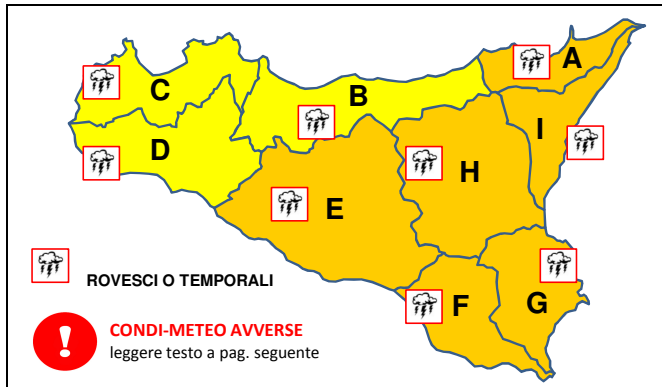 A
C
B
I
D
H
E
ROVESCI O TEMPORALI
F
G
CONDI-METEO AVVERSE
leggere testo a pag. seguente